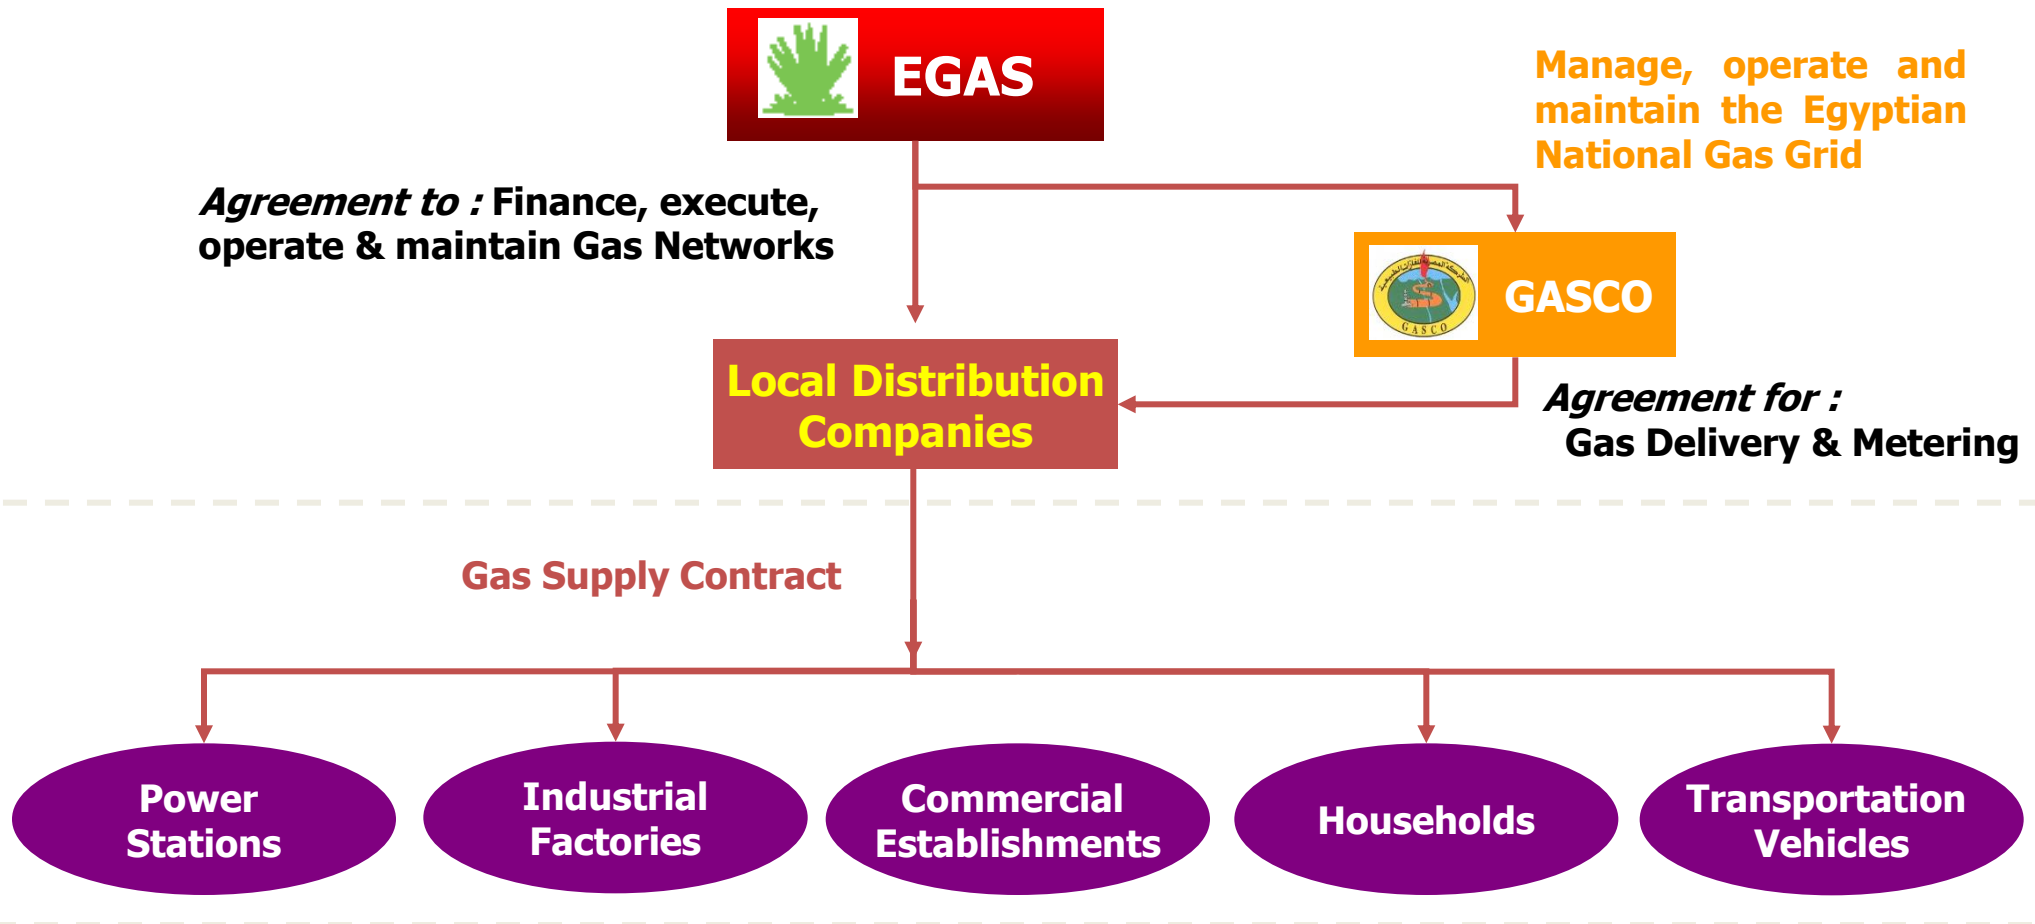 EGAS
Manage, operate and
maintain the Egyptian
National Gas Grid
Agreement to : Finance, execute,
operate & maintain Gas Networks
GASCO
GASCO
Local Distribution
Companies
Agreement for :
Gas Delivery & Metering
Gas Supply Contract
Power
Stations
Industrial
Factories
Commercial
Establishments
Households
Transportation
Vehicles